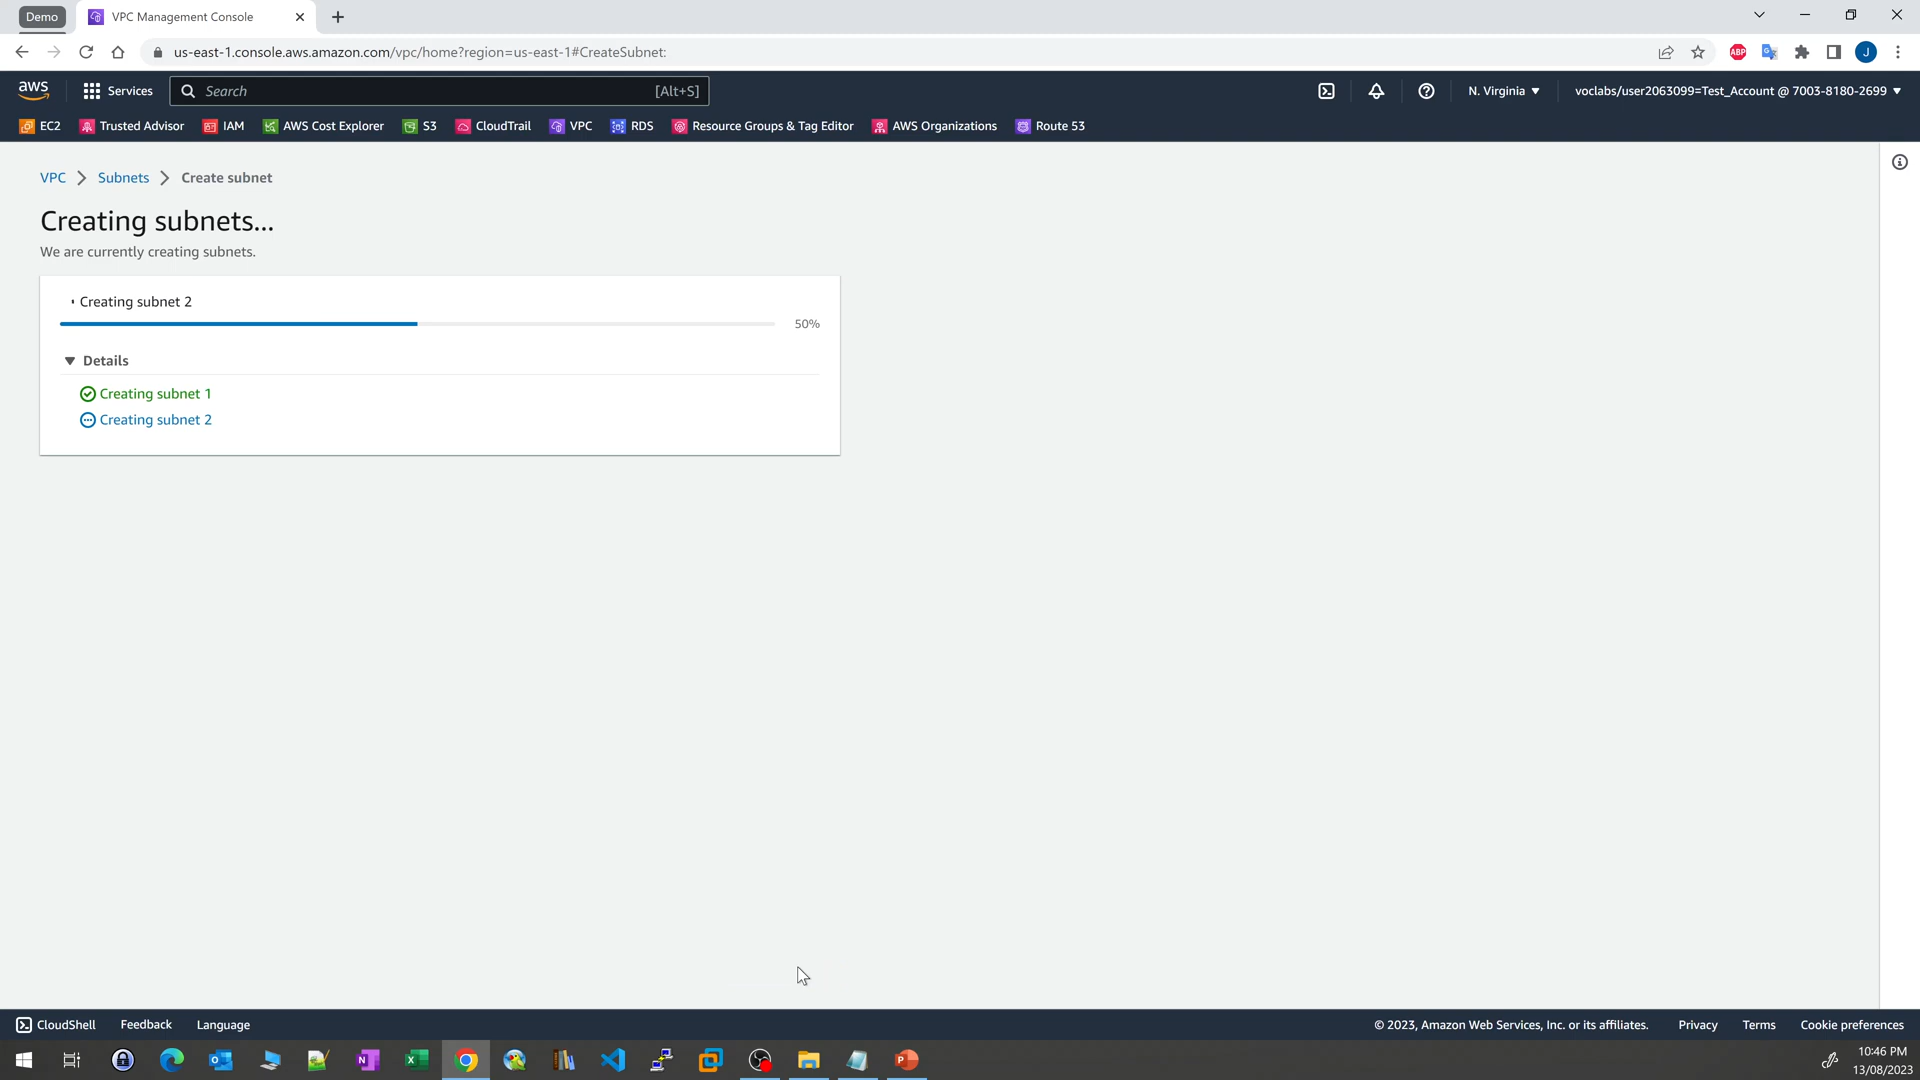 Demo
VPC Management Console
us-east-1.console.aws.amazon.com/vpc/home?region=us-east-1#CreateSubnet:
ABP
J
aws
Services
Search
[Alt+S]
N. Virginia
voclabs/user2063099=Test_Account @ 7003-8180-2699
EC2
Trusted Advisor
IAM
AWS Cost Explorer
S3
CloudTrail
VPC
RDS
Resource Groups & Tag Editor
AWS Organizations
Route 53
VPC
Subnets
Create subnet
Creating subnets...
We are currently creating subnets.
Creating subnet 2
50%
Details
Creating subnet 1
Creating subnet 2
CloudShell
Feedback
Language
© 2023, Amazon Web Services, Inc. or its affiliates.
Privacy
Terms
Cookie preferences
10:46 PM
13/08/2023